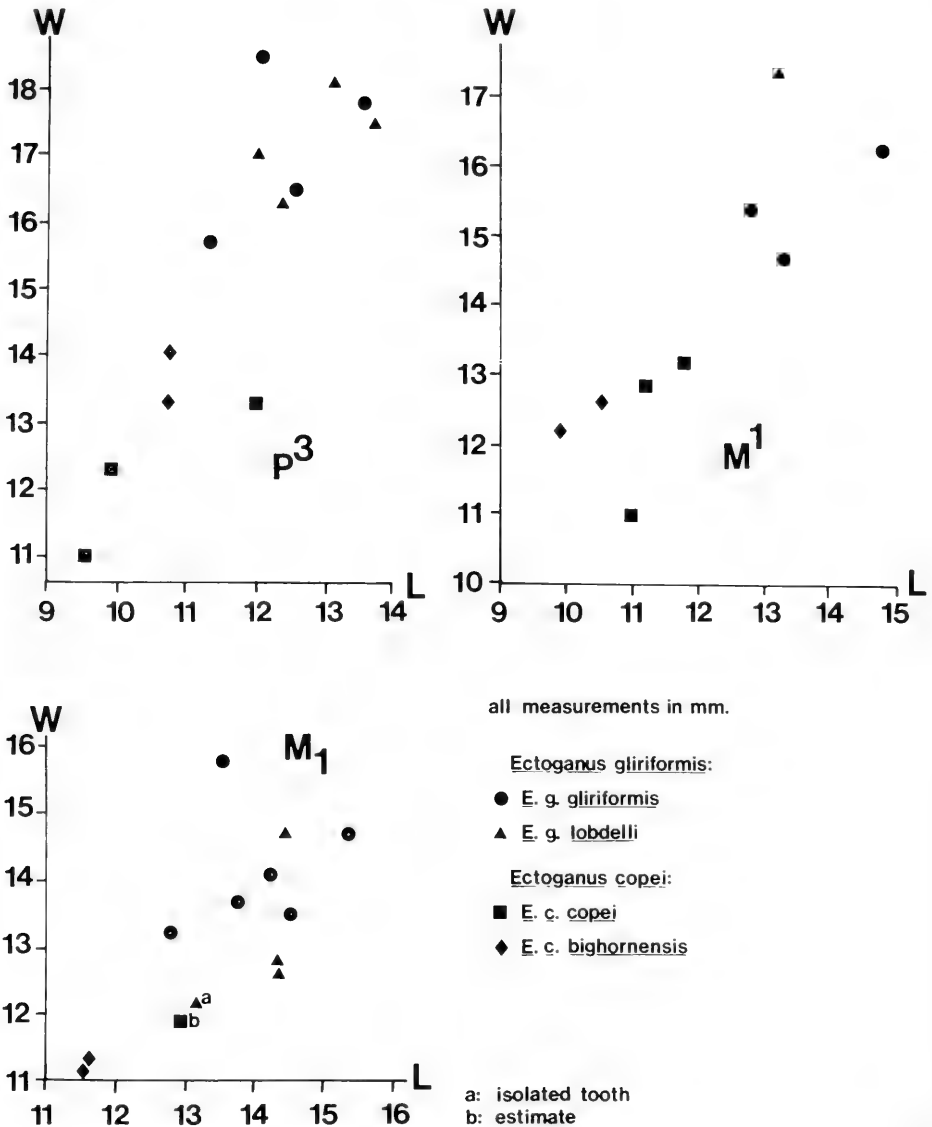 W
18
17
16
15
14
13
12
11
9 10 11 12 13 14 L
P3
W
17
16
15
14
13
12
11
10
9 10 11 12 13 14 15 L
M1
W
16
15
14
13
12
11
11 12 13 14 15 16 L
M1
a
b
all measurements in mm.
Ectoganus gliriformis:
E. g. gliriformis
E. g. lobdelli
Ectoganus copei:
E. c. copei
E. c. bighornensis
a: isolated tooth
b: estimate